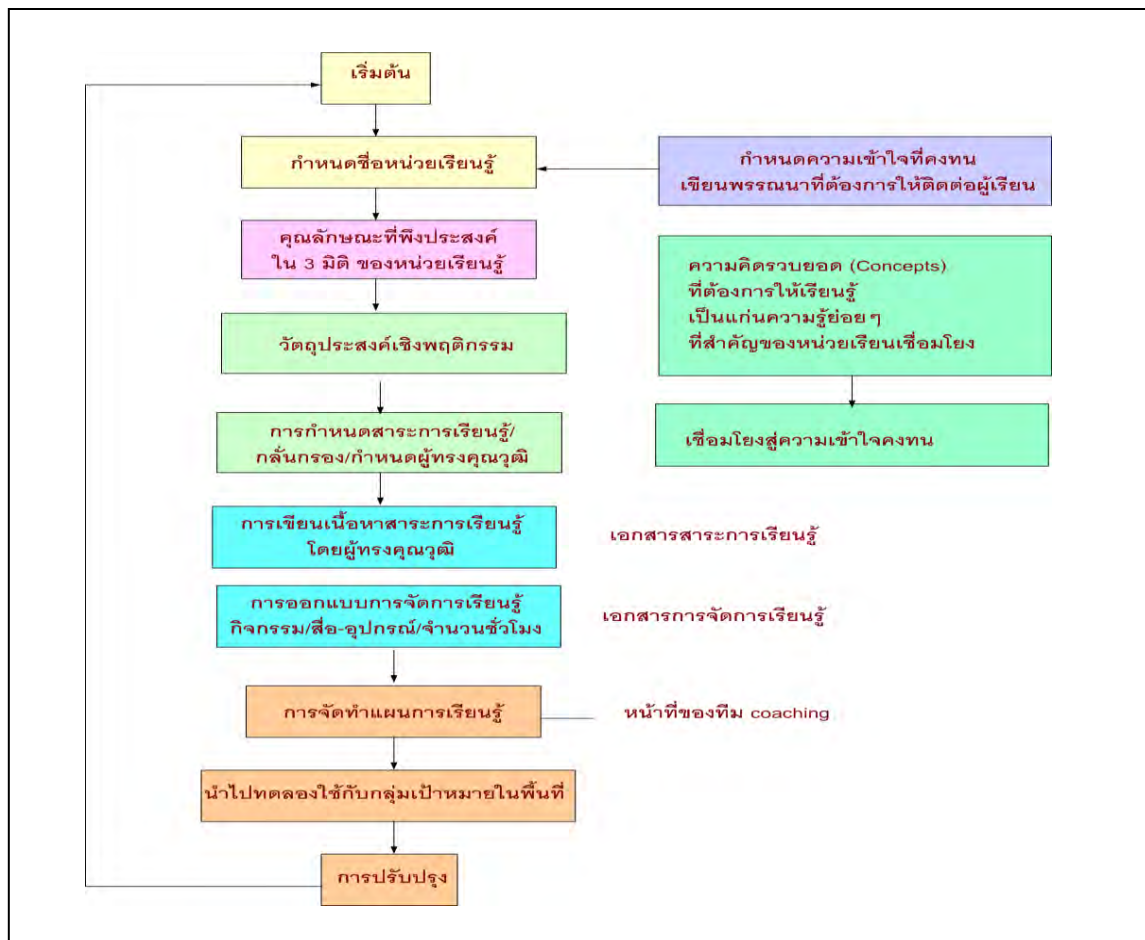 เริ่มต้น
กำหนดชื่อหน่วยเรียนรู้
กำหนดความเข้าใจที่คงทน
เขียนพรรณนาที่ต้องการให้ติดต่อผู้เรียน
คุณลักษณะที่พึงประสงค์
ใน 3 มิติ ของหน่วยเรียนรู้
ความคิดรวบยอด (Concepts)
ที่ต้องการให้เรียนรู้
เป็นแก่นความรู้ย่อยๆ
ที่สำคัญของหน่วยเรียนเชื่อมโยง
วัตถุประสงค์เชิงพฤติกรรม
การกำหนดสาระการเรียนรู้/
กลั่นกรอง/กำหนดผู้ทรงคุณวุฒิ
เชื่อมโยงสู่ความเข้าใจคงทน
การเขียนเนื้อหาสาระการเรียนรู้
โดยผู้ทรงคุณวุฒิ
เอกสารสาระการเรียนรู้
การออกแบบการจัดการเรียนรู้
กิจกรรม/สื่อ-อุปกรณ์/จำนวนชั่วโมง
เอกสารการจัดการเรียนรู้
การจัดทำแผนการเรียนรู้
หน้าที่ของทีม coaching
นำไปทดลองใช้กับกลุ่มเป้าหมายในพื้นที่
การปรับปรุง